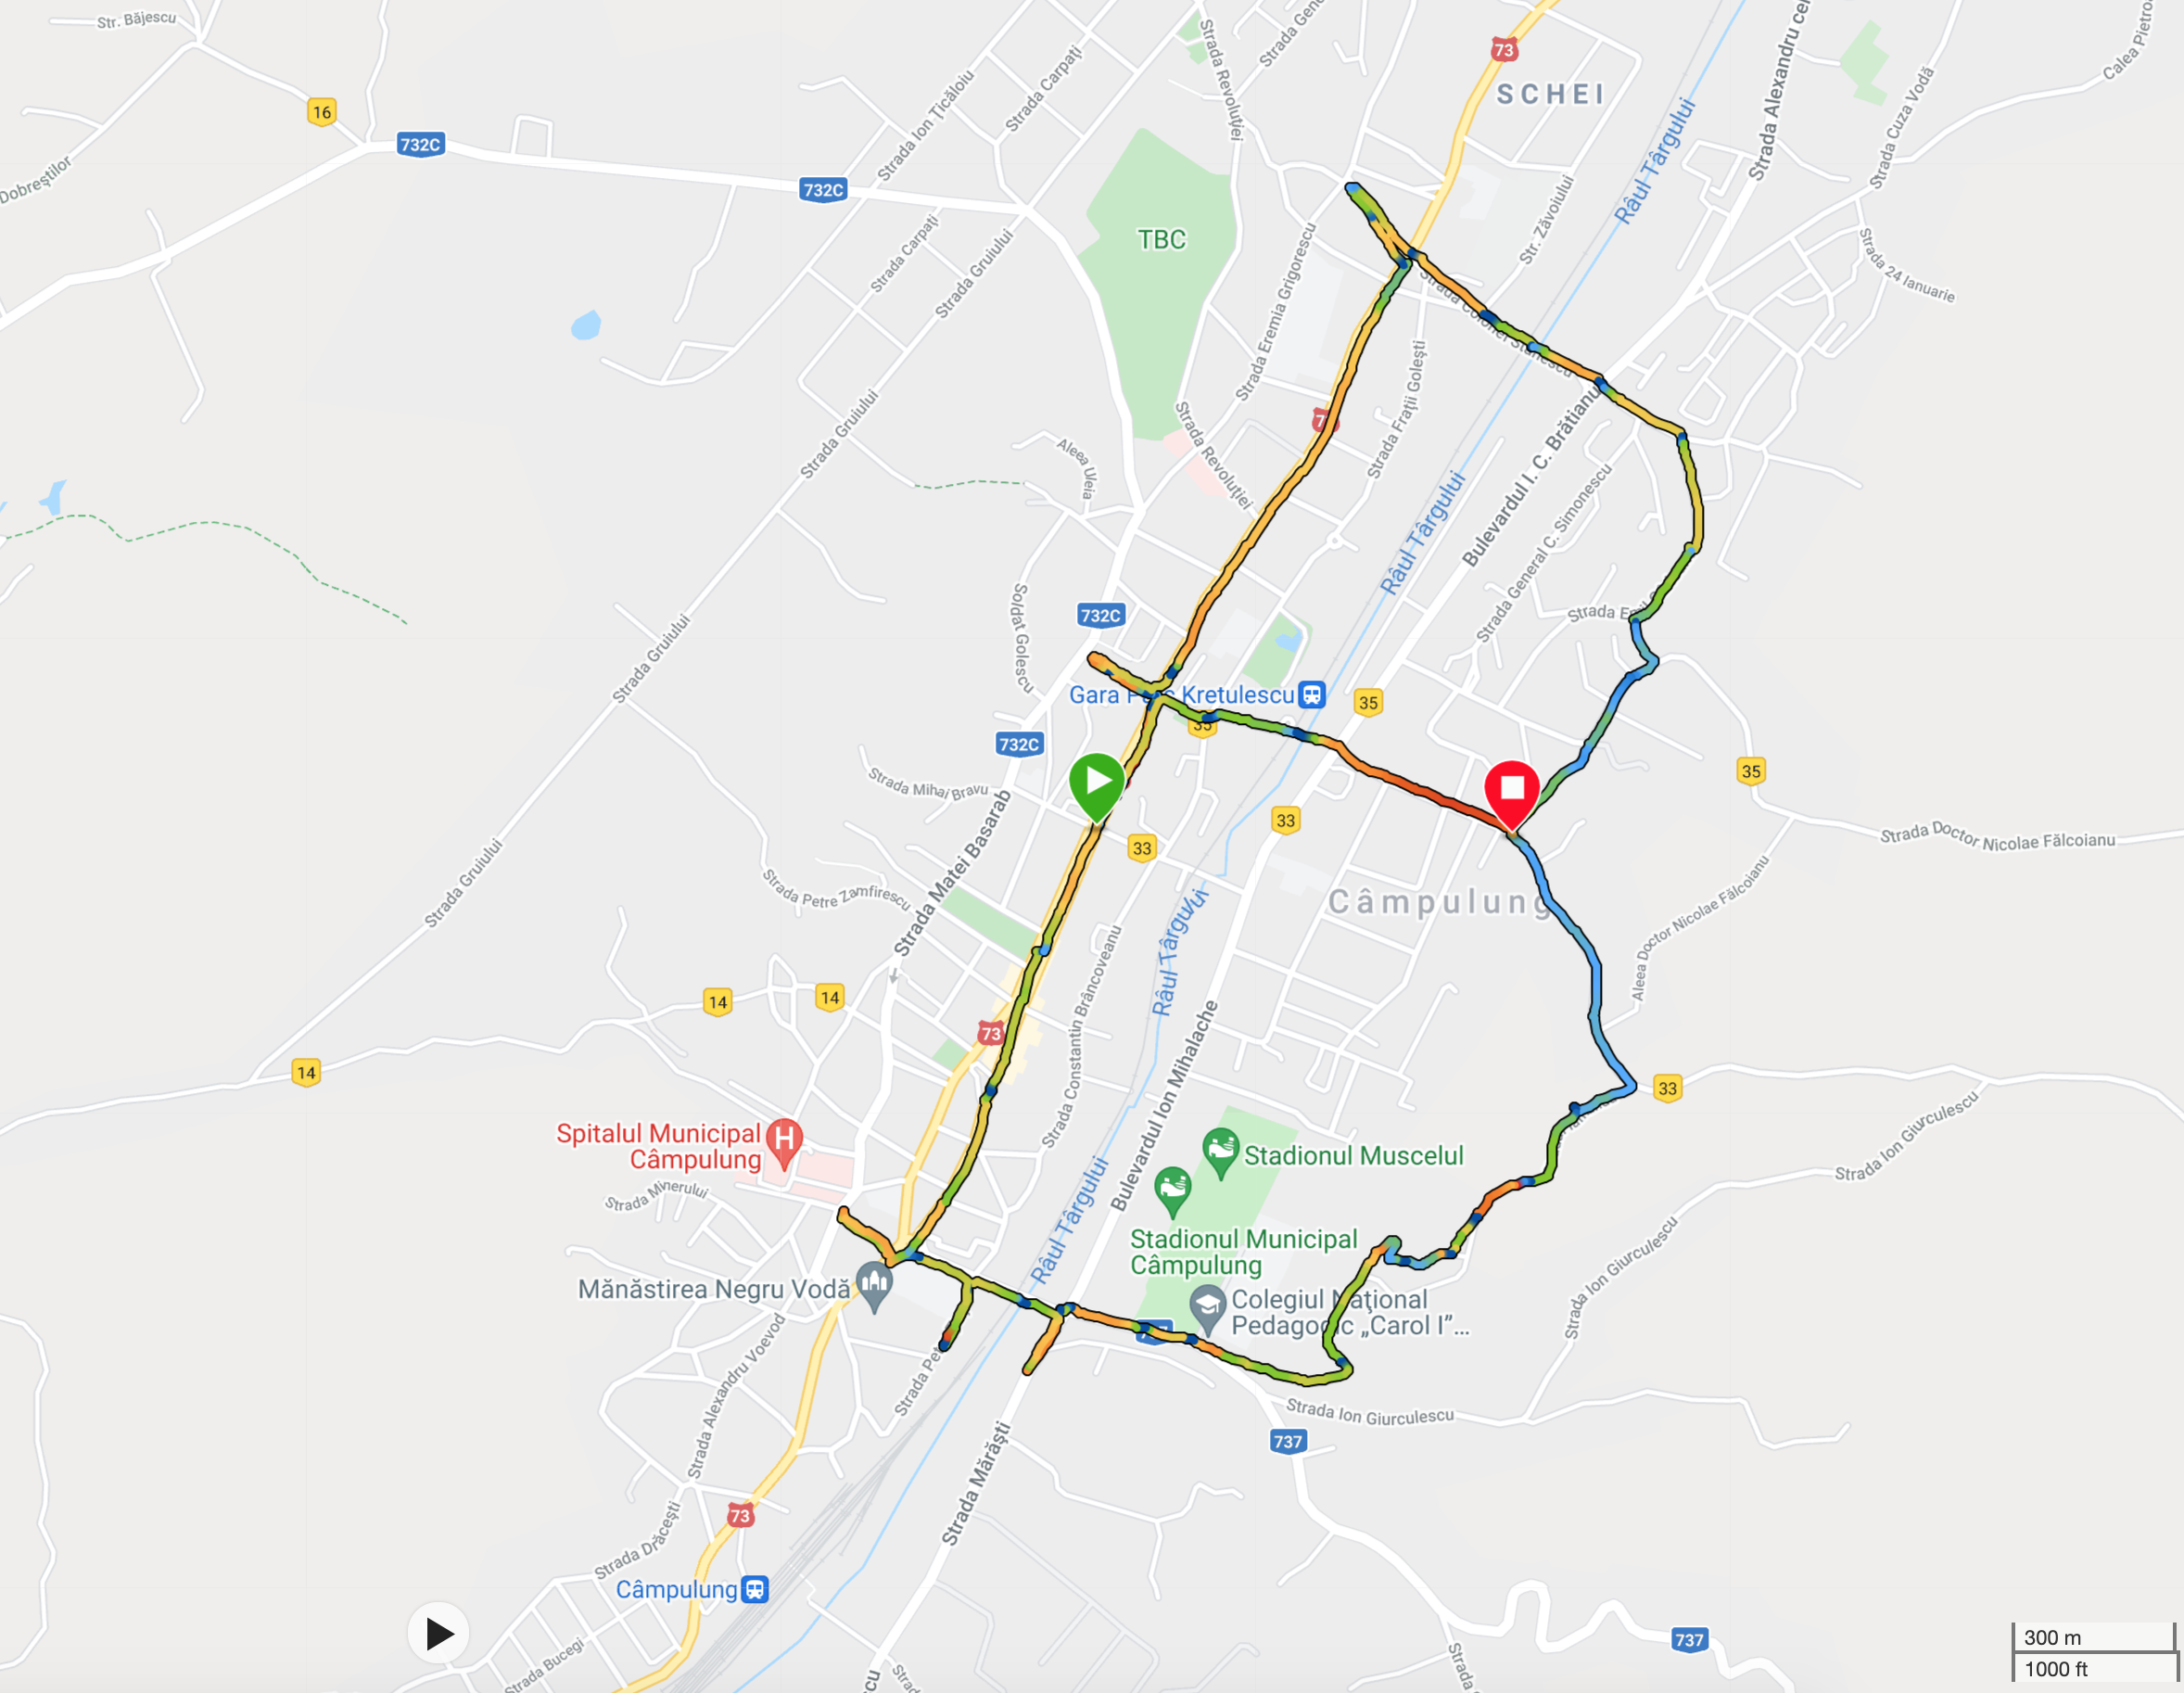 Str. Băjescu
16
732C
Dobreștilor
732C
Strada Ion Țicăloiu
Strada Carpați
Strada Revoluției
73
SCHEI
Râul Târgului
Strada Cuza Vodă
Calea Pietro
Strada Alexandru cel
Strada Gene
TBC
Strada Carpați
Strada Gruiului
Strada Eremia Grigorescu
Str. Zăvoiului
Strada 24 Ianuarie
Strada Colonel Stănescu
Strada Gruiului
Aleea Uleia
Strada Revoluției
Strada Frații Golești
Râul Târgului
Bulevardul I. C. Brătianu
Strada General C. Simonescu
Soldat Golescu
732C
Strada Gruiului
Gara P Kretulescu
35
35
732C
35
Strada Mihai Bravu
Strada Matei Basarab
33
33
Strada Doctor Nicolae Fălcoianu
Strada Gruiului
Strada Petre Zamfirescu
Câmpulung
Aleea Doctor Nicolae Fălcoianu
Râul Târgului
Strada Constantin Brâncoveanu
14
14
73
Bulevardul Ion Mihalache
14
33
Spitalul Municipal
Câmpulung
H
Strada Minerului
Stadionul Muscelul
Strada Ion Giurculescu
Stadionul Municipal
Câmpulung
Râul Târgului
Mănăstirea Negru Vodă
Colegiul Național
Pedagogic „Carol I”...
Strada Ion Giurculescu
Strada Alexandru Voevod
Strada Pet
Strada Ion Giurculescu
737
Strada Mărăști
73
Strada Drăcești
Câmpulung
Strada Bucegi
737
300 m
1000 ft